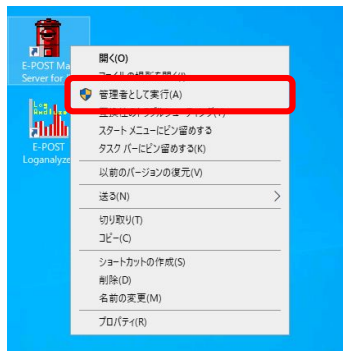 E-POST Ma
Server for
E-POST
Loganalyze
開く(O)
管理者として実行(A)
スタート メニューにピン留めする
タスク バーにピン留めする(K)
以前のバージョンの復元(V)
送る(N)
切り取り(T)
コピー(C)
ショートカットの作成(S)
削除(D)
名前の変更(M)
プロパティ(R)